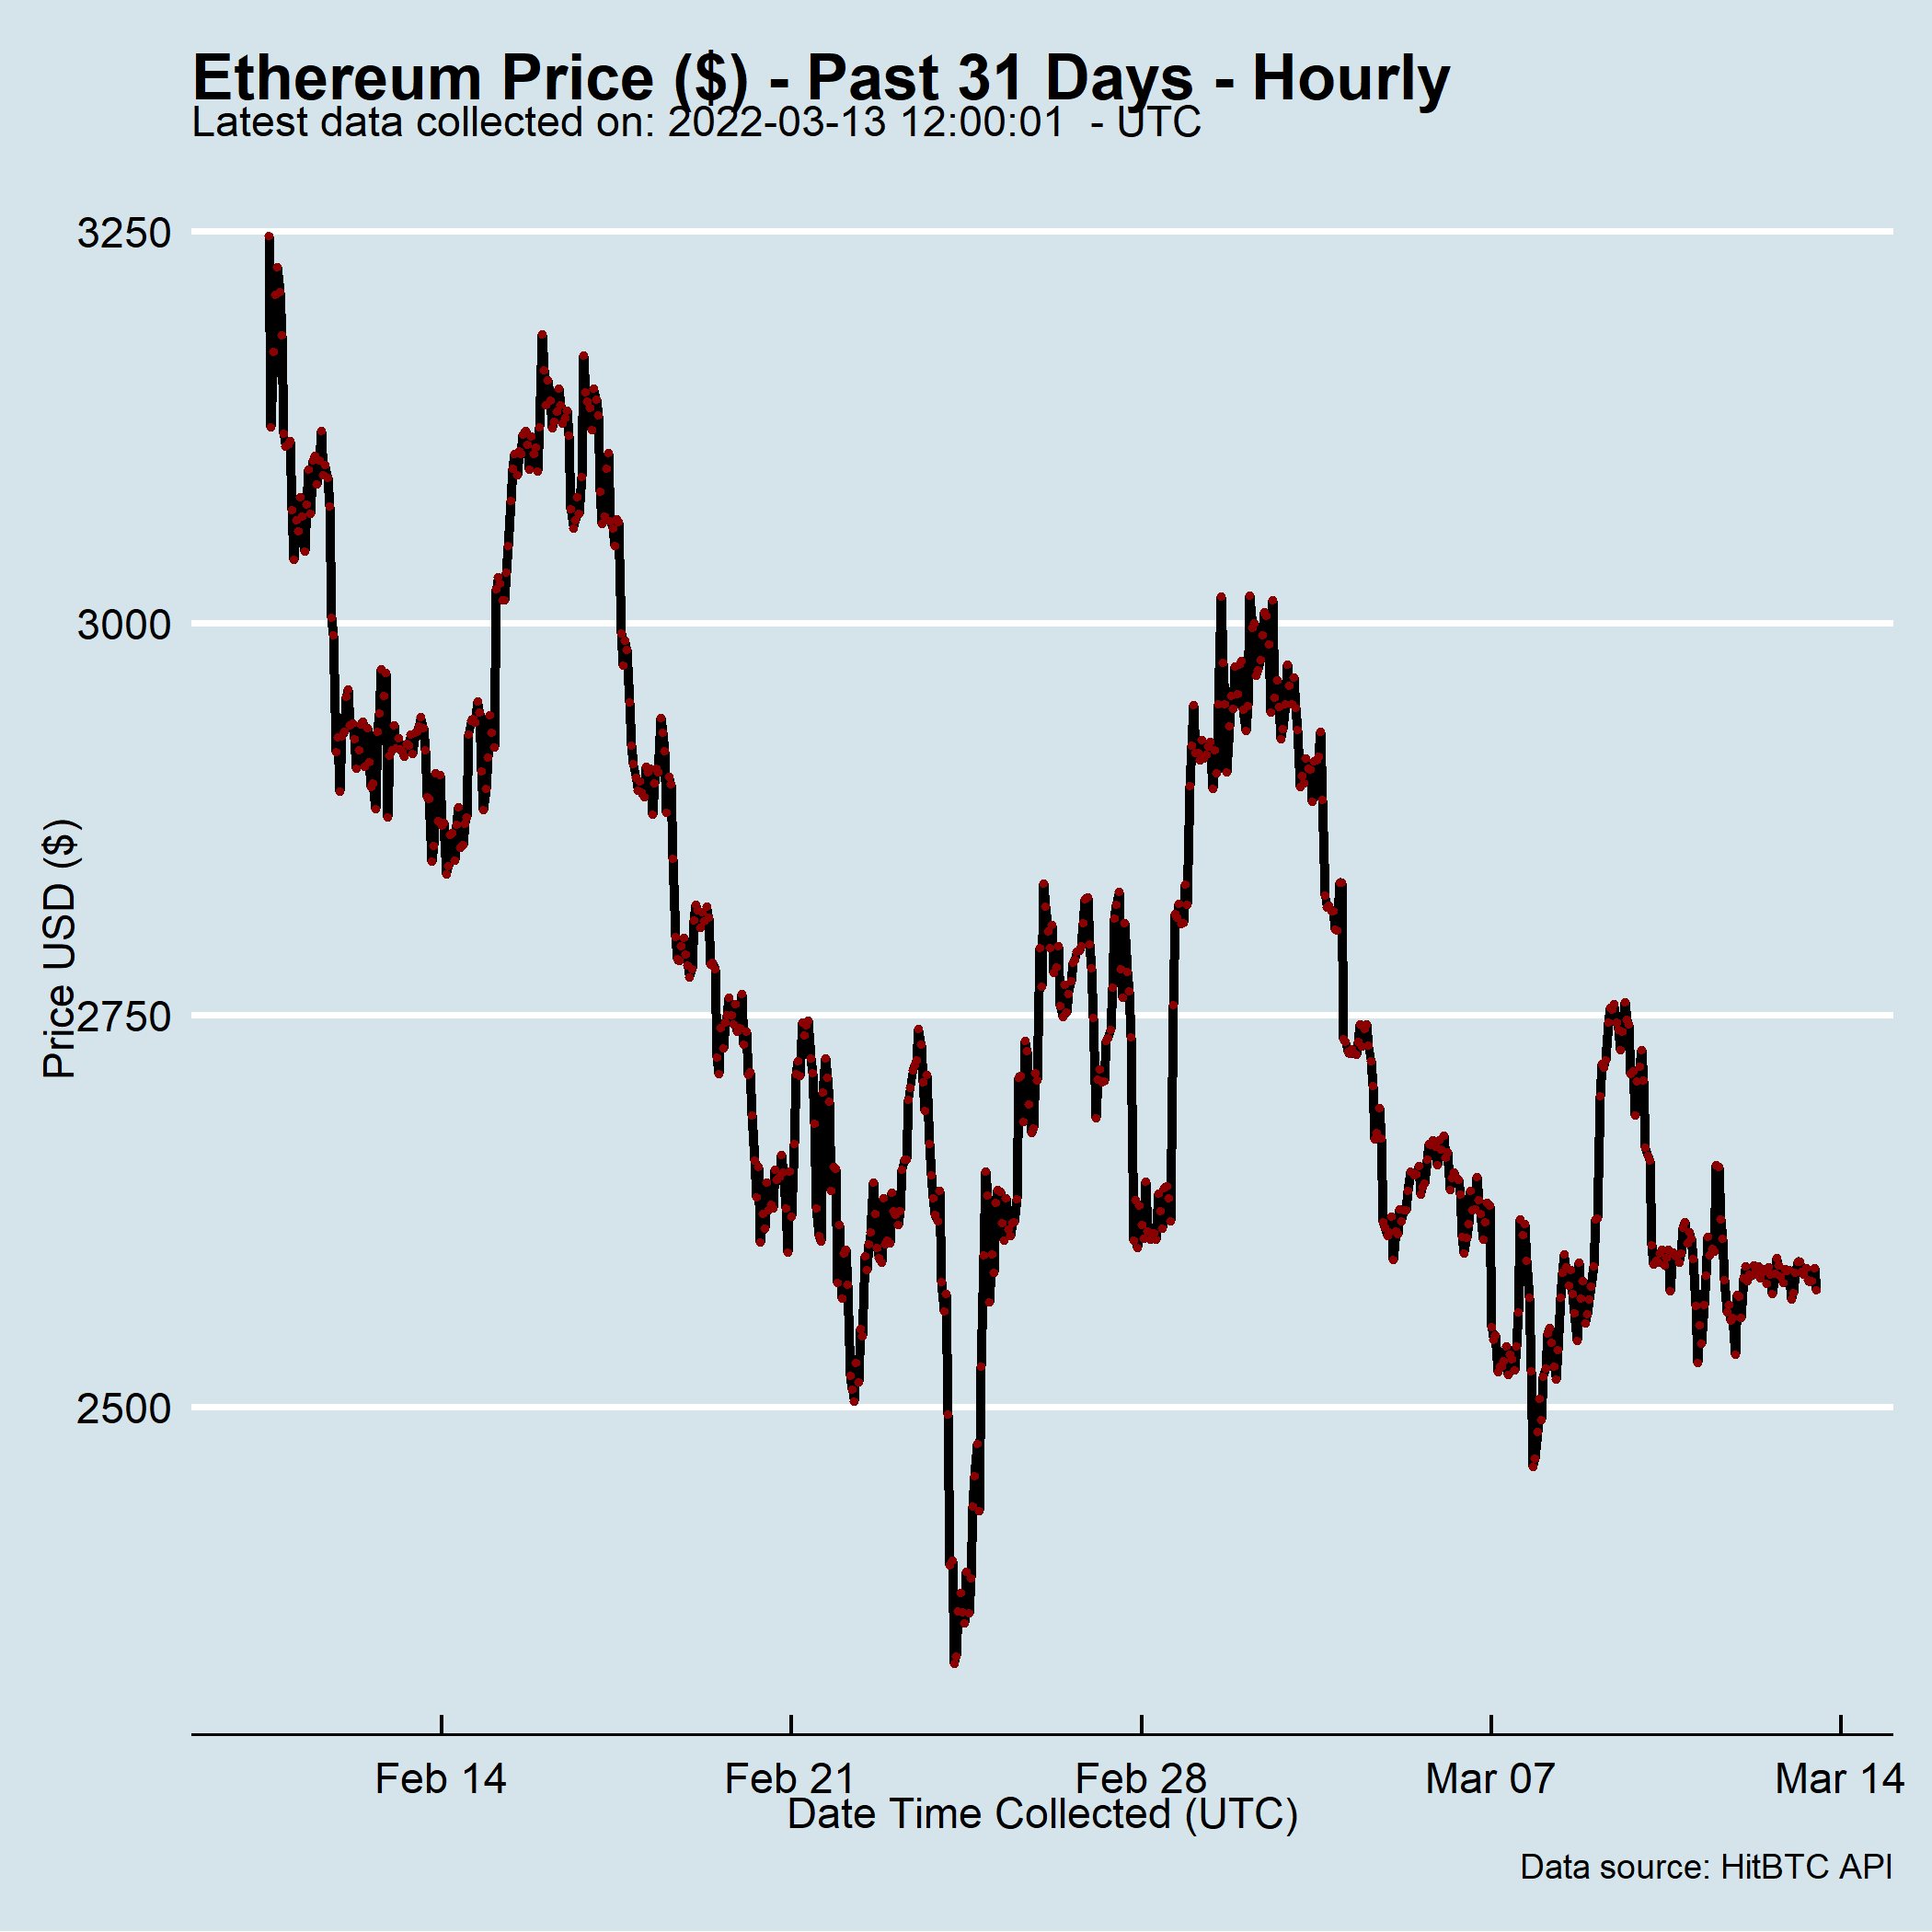 Ethereum Price ($) - Past 31 Days - Hourly
Latest data collected on: 2022-03-13 12:00:01  - UTC
3250
3000
2750
2500
Price USD ($)
Feb 14
Feb 21
Feb 28
Mar 07
Mar 14
Date Time Collected (UTC)
Data source: HitBTC API